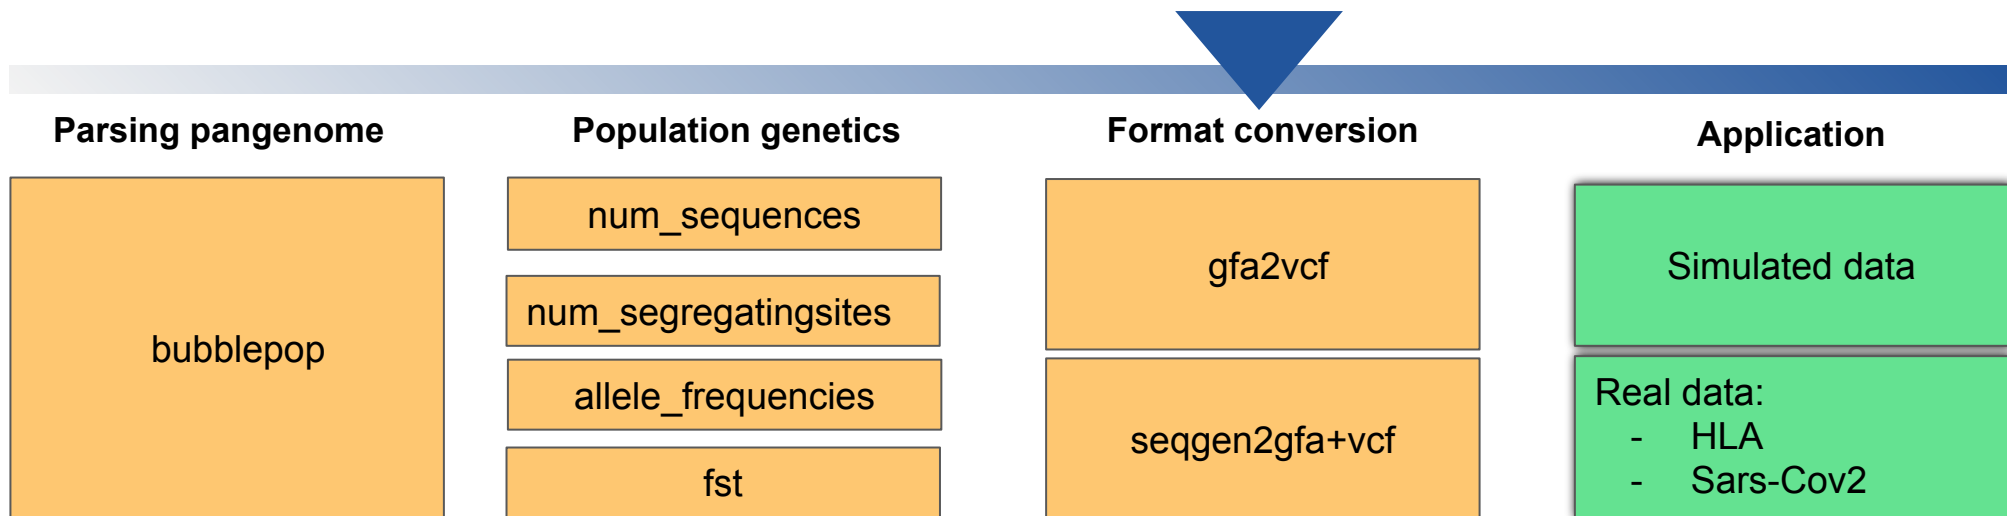 Parsing pangenome
bubblepop
Population genetics
num_sequences
num_segregatingsites
allele_frequencies
fst
Format conversion
gfa2vcf
seqgen2gfa+vcf
Application
Simulated data
Real data:
- HLA
- Sars-Cov2